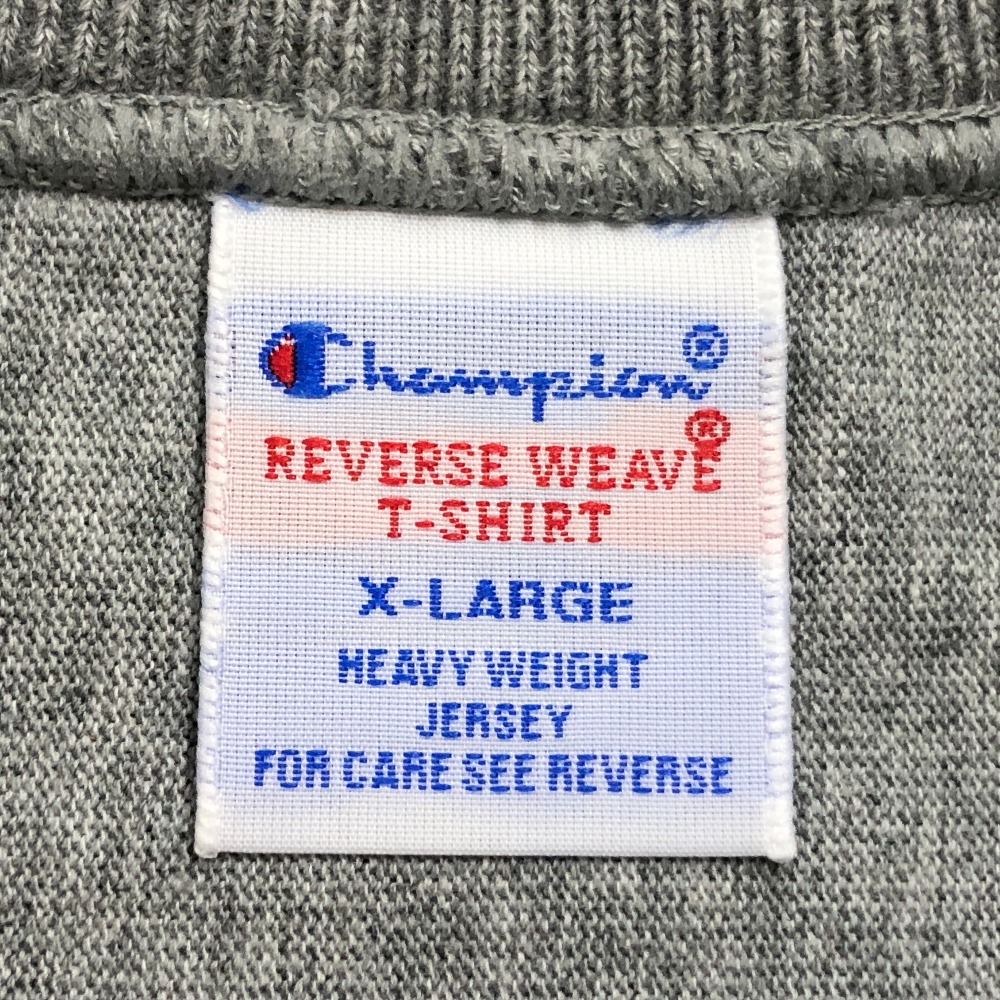 Champion®
REVERSE WEAVE®
T-SHIRT
X-LARGE
HEAVY WEIGHT
JERSEY
FOR CARE SEE REVERSE